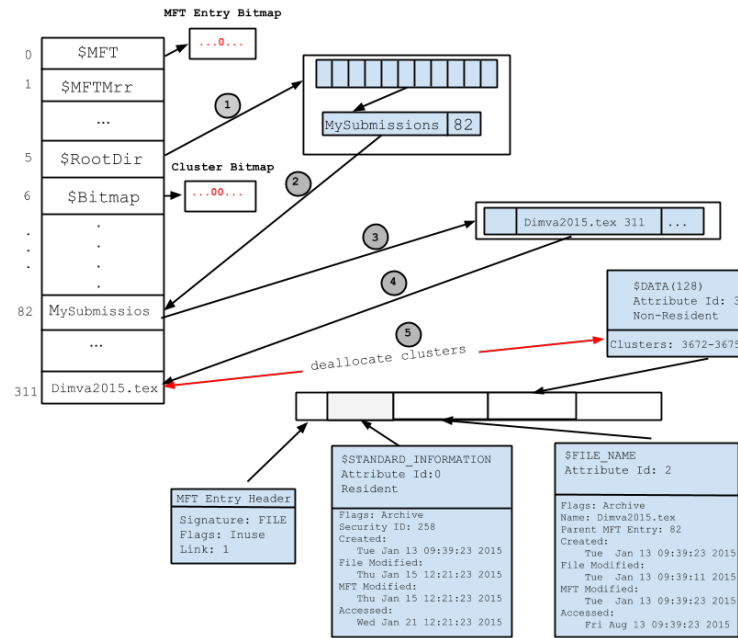 MFT Entry Bitmap
0 $MFT
...0...
1 $MFTMrr
...
1
MySubmissions 82
5 $RootDir
Cluster Bitmap
2
6 $Bitmap
...00...
3
Dimva2015.tex 311 ...
4
$DATA(128)
Attribute Id: 3
Non-Resident
82 MySubmissios
5
Clusters: 3672-3675
...
deallocate clusters
311 Dimva2015.tex
$STANDARD_INFORMATION
Attribute Id:0
Resident
Flags: Archive
Security ID: 258
Created:
Tue Jan 13 09:39:23 2015
File Modified:
Thu Jan 15 12:21:23 2015
MFT Modified:
Thu Jan 15 12:21:23 2015
Accessed:
Wed Jan 21 12:21:23 2015
$FILE_NAME
Attribute Id: 2
Flags: Archive
Name: Dimva2015.tex
Parent MFT Entry: 82
Created:
Tue Jan 13 09:39:23 2015
File Modified:
Tue Jan 13 09:39:11 2015
MFT Modified:
Tue Jan 13 09:39:23 2015
Accessed:
Fri Aug 13 09:39:23 2015
MFT Entry Header
Signature: FILE
Flags: Inuse
Link: 1